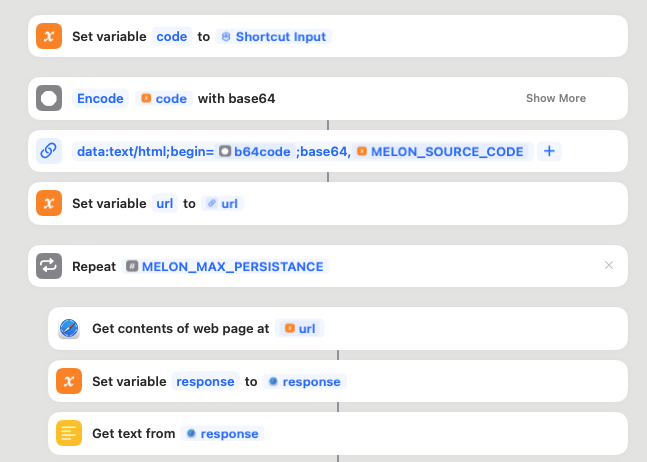 Set variable code to Shortcut Input
Encode code with base64 Show More
data:text/html;begin= b64code ;base64, MELON_SOURCE_CODE +
Set variable url to url
Repeat # MELON_MAX_PERSISTANCE ×
Get contents of web page at url
Set variable response to response
Get text from response